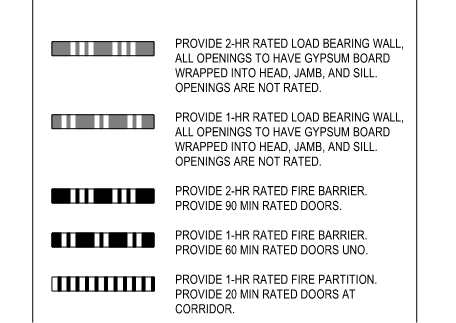 PROVIDE 2-HR RATED LOAD BEARING WALL,
ALL OPENINGS TO HAVE GYPSUM BOARD
WRAPPED INTO HEAD, JAMB, AND SILL.
OPENINGS ARE NOT RATED.
PROVIDE 1-HR RATED LOAD BEARING WALL,
ALL OPENINGS TO HAVE GYPSUM BOARD
WRAPPED INTO HEAD, JAMB, AND SILL.
OPENINGS ARE NOT RATED.
PROVIDE 2-HR RATED FIRE BARRIER.
PROVIDE 90 MIN RATED DOORS.
PROVIDE 1-HR RATED FIRE BARRIER.
PROVIDE 60 MIN RATED DOORS UNO.
PROVIDE 1-HR RATED FIRE PARTITION.
PROVIDE 20 MIN RATED DOORS AT
CORRIDOR.